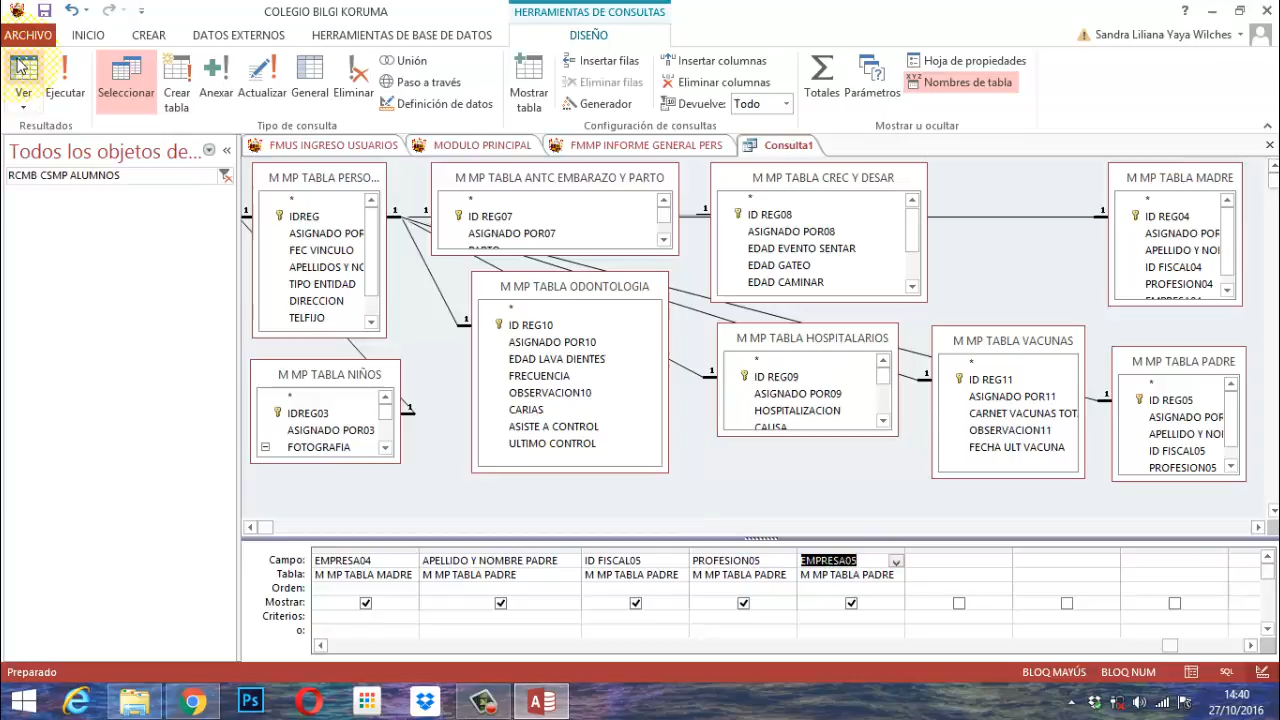 COLEGIO BILGI KORUMA
HERRAMIENTAS DE CONSULTAS
ARCHIVO
INICIO
CREAR
DATOS EXTERNOS
HERRAMIENTAS DE BASE DE DATOS
DISEÑO
Sandra Liliana Yaya Wilches
Ver
Ejecutar
Seleccionar
Crear tabla
Anexar
Actualizar
General
Eliminar
Unión
Paso a través
Definición de datos
Mostrar tabla
Insertar filas
Eliminar filas
Generador
Insertar columnas
Eliminar columnas
Devuelve: Todo
Totales
Parámetros
Hoja de propiedades
Nombres de tabla
Resultados
Tipo de consulta
Configuración de consultas
Mostrar u ocultar
Todos los objetos de...
RCMB CSMP ALUMNOS
FMUS INGRESO USUARIOS
MODULO PRINCIPAL
FMMP INFORME GENERAL PERS
Consulta1
M MP TABLA PERSO...
*
IDREG
ASIGNADO POR
FEC VINCULO
APELLIDOS Y NO
TIPO ENTIDAD
DIRECCION
TELFIJO
M MP TABLA ANTC EMBARAZO Y PARTO
*
ID REG07
ASIGNADO POR07
PARTO
M MP TABLA CREC Y DESAR
*
ID REG08
ASIGNADO POR08
EDAD EVENTO SENTAR
EDAD GATEO
EDAD CAMINAR
M MP TABLA MADRE
*
ID REG04
ASIGNADO POR
APELLIDO Y NOI
ID FISCAL04
PROFESION04
EMPRESA04
M MP TABLA NIÑOS
*
IDREG03
ASIGNADO POR03
FOTOGRAFIA
M MP TABLA ODONTOLOGIA
*
ID REG10
ASIGNADO POR10
EDAD LAVA DIENTES
FRECUENCIA
OBSERVACION10
CARIAS
ASISTE A CONTROL
ULTIMO CONTROL
M MP TABLA HOSPITALARIOS
*
ID REG09
ASIGNADO POR09
HOSPITALIZACION
CAUSA
M MP TABLA VACUNAS
*
ID REG11
ASIGNADO POR11
CARNET VACUNAS TOT
OBSERVACION11
FECHA ULT VACUNA
M MP TABLA PADRE
*
ID REG05
ASIGNADO POR
APELLIDO Y NOI
ID FISCAL05
PROFESION05
Campo: EMPRESA04 APELLIDO Y NOMBRE PADRE ID FISCAL05 PROFESION05 EMPRESA05
Tabla: M MP TABLA MADRE M MP TABLA PADRE M MP TABLA PADRE M MP TABLA PADRE M MP TABLA PADRE
Orden:
Mostrar:
Criterios:
o:
Preparado
BLOQ MAYÚS
BLOQ NUM
SQL
14:40
27/10/2016